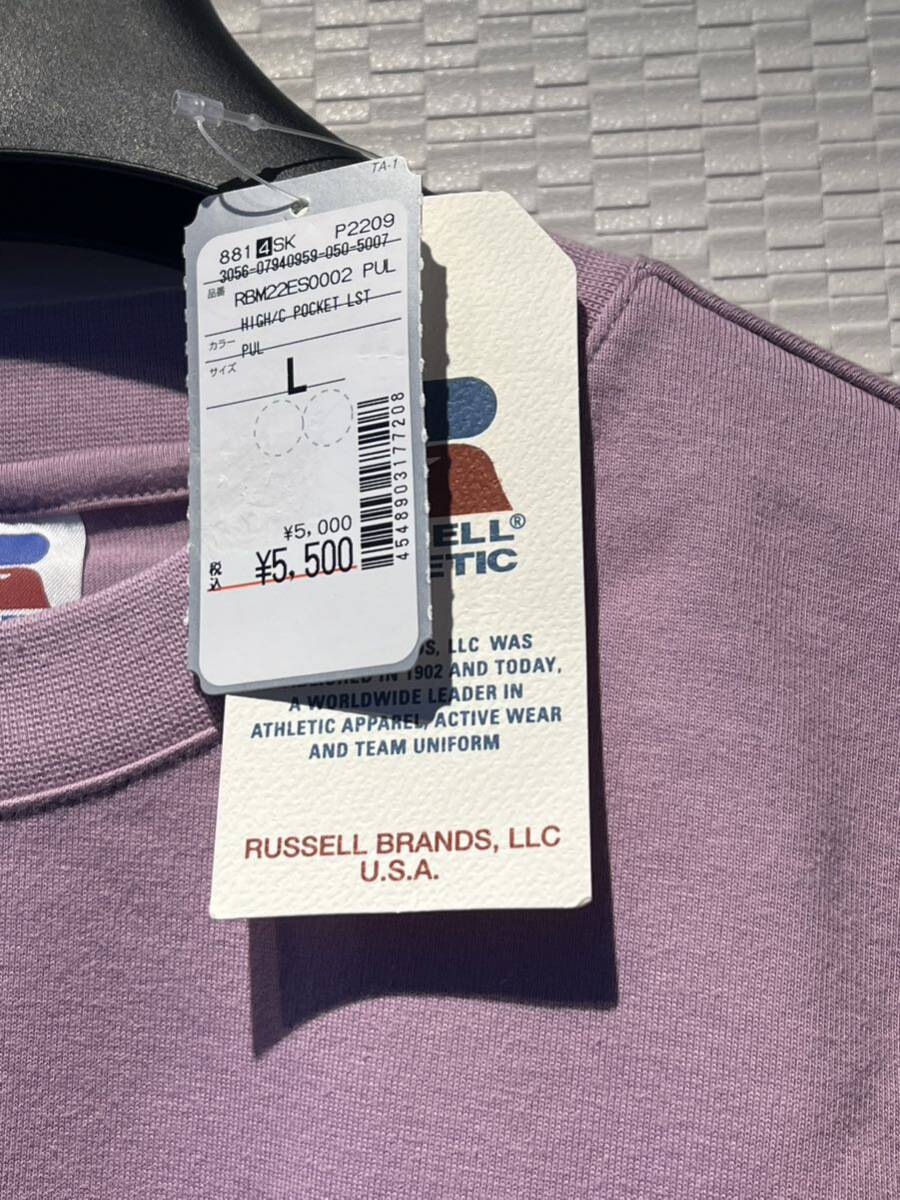 TA-1
881 4SK P2209
3056-07940959-050-5007
品番 RBM22ES0002 PUL
HIGH/C POCKET LST
カラー PUL
サイズ L
¥5,000
税込 ¥5,500
4548903177208
ELL®
ETIC
S, LLC WAS
IN 1902 AND TODAY,
A WORLDWIDE LEADER IN
ATHLETIC APPAREL, ACTIVE WEAR
AND TEAM UNIFORM
RUSSELL BRANDS, LLC
U.S.A.